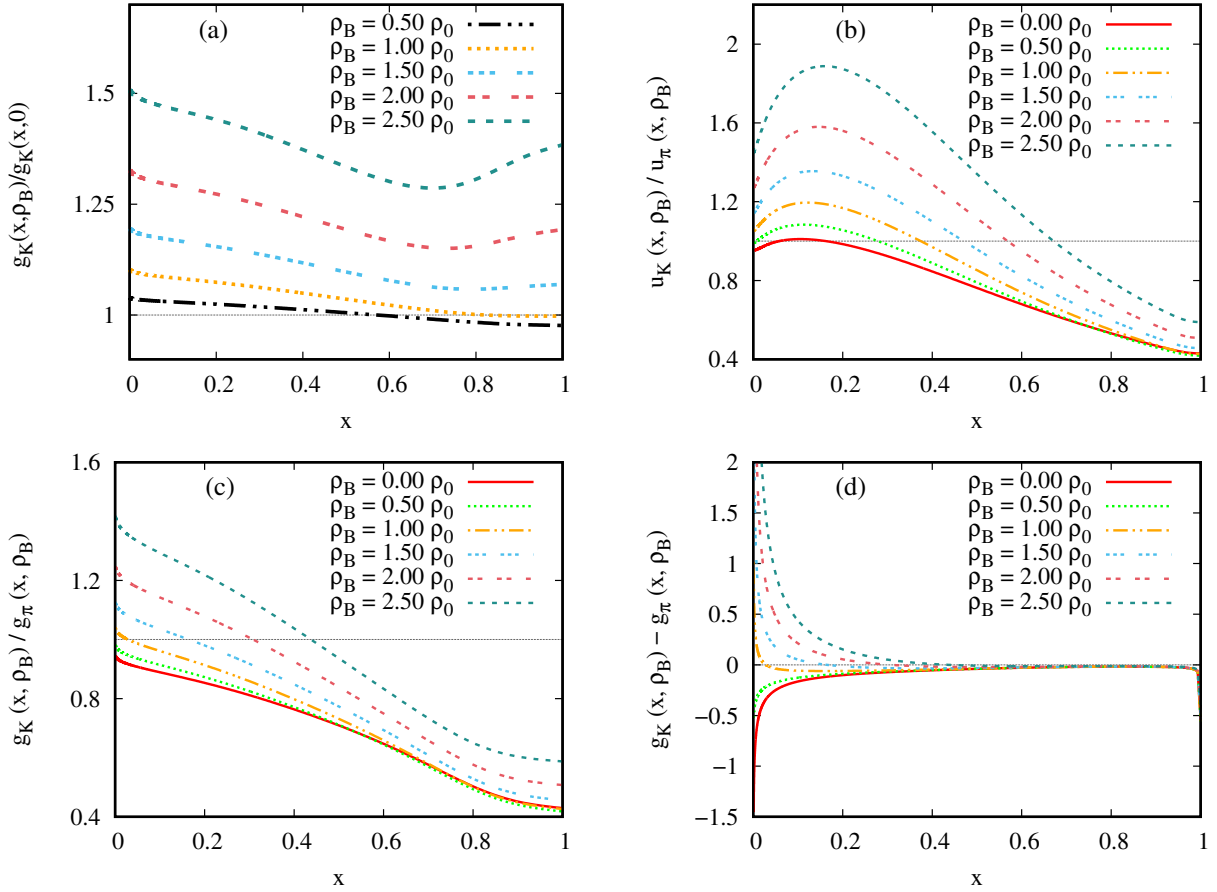 (a)
ρB = 0.50 ρ0
ρB = 1.00 ρ0
ρB = 1.50 ρ0
ρB = 2.00 ρ0
ρB = 2.50 ρ0
1.5
1.25
1
0
0.2
0.4
0.6
0.8
1
x
gK(x,ρB)/gK(x,0)
(b)
ρB = 0.00 ρ0
ρB = 0.50 ρ0
ρB = 1.00 ρ0
ρB = 1.50 ρ0
ρB = 2.00 ρ0
ρB = 2.50 ρ0
2
1.6
1.2
0.8
0.4
0
0.2
0.4
0.6
0.8
1
x
uK (x, ρB) / uπ (x, ρB)
(c)
ρB = 0.00 ρ0
ρB = 0.50 ρ0
ρB = 1.00 ρ0
ρB = 1.50 ρ0
ρB = 2.00 ρ0
ρB = 2.50 ρ0
1.6
1.2
0.8
0.4
0
0.2
0.4
0.6
0.8
1
x
gK (x, ρB) / gπ (x, ρB)
(d)
ρB = 0.00 ρ0
ρB = 0.50 ρ0
ρB = 1.00 ρ0
ρB = 1.50 ρ0
ρB = 2.00 ρ0
ρB = 2.50 ρ0
2
1.5
1
0.5
0
−0.5
−1
−1.5
0
0.2
0.4
0.6
0.8
1
x
gK (x, ρB) − gπ (x, ρB)